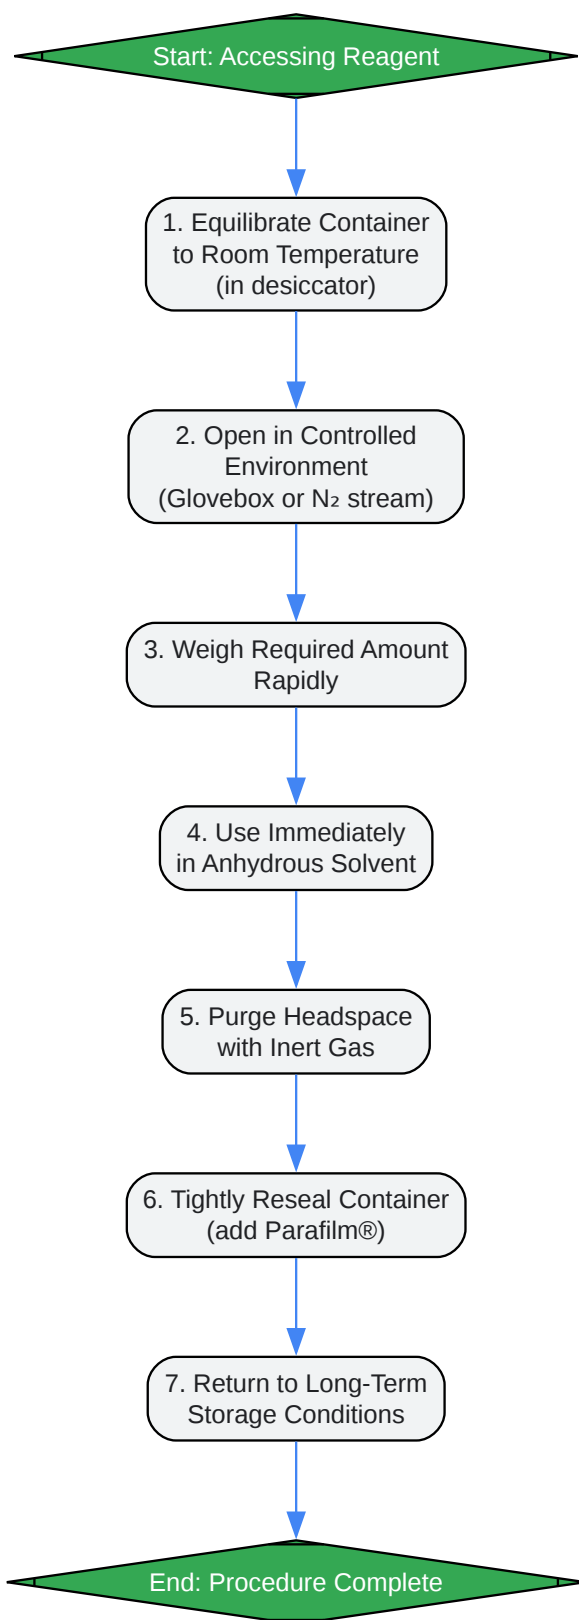 Start: Accessing Reagent
1. Equilibrate Container
to Room Temperature
(in desiccator)
2. Open in Controlled
Environment
(Glovebox or N₂ stream)
3. Weigh Required Amount
Rapidly
4. Use Immediately
in Anhydrous Solvent
5. Purge Headspace
with Inert Gas
6. Tightly Reseal Container
(add Parafilm®)
7. Return to Long-Term
Storage Conditions
End: Procedure Complete